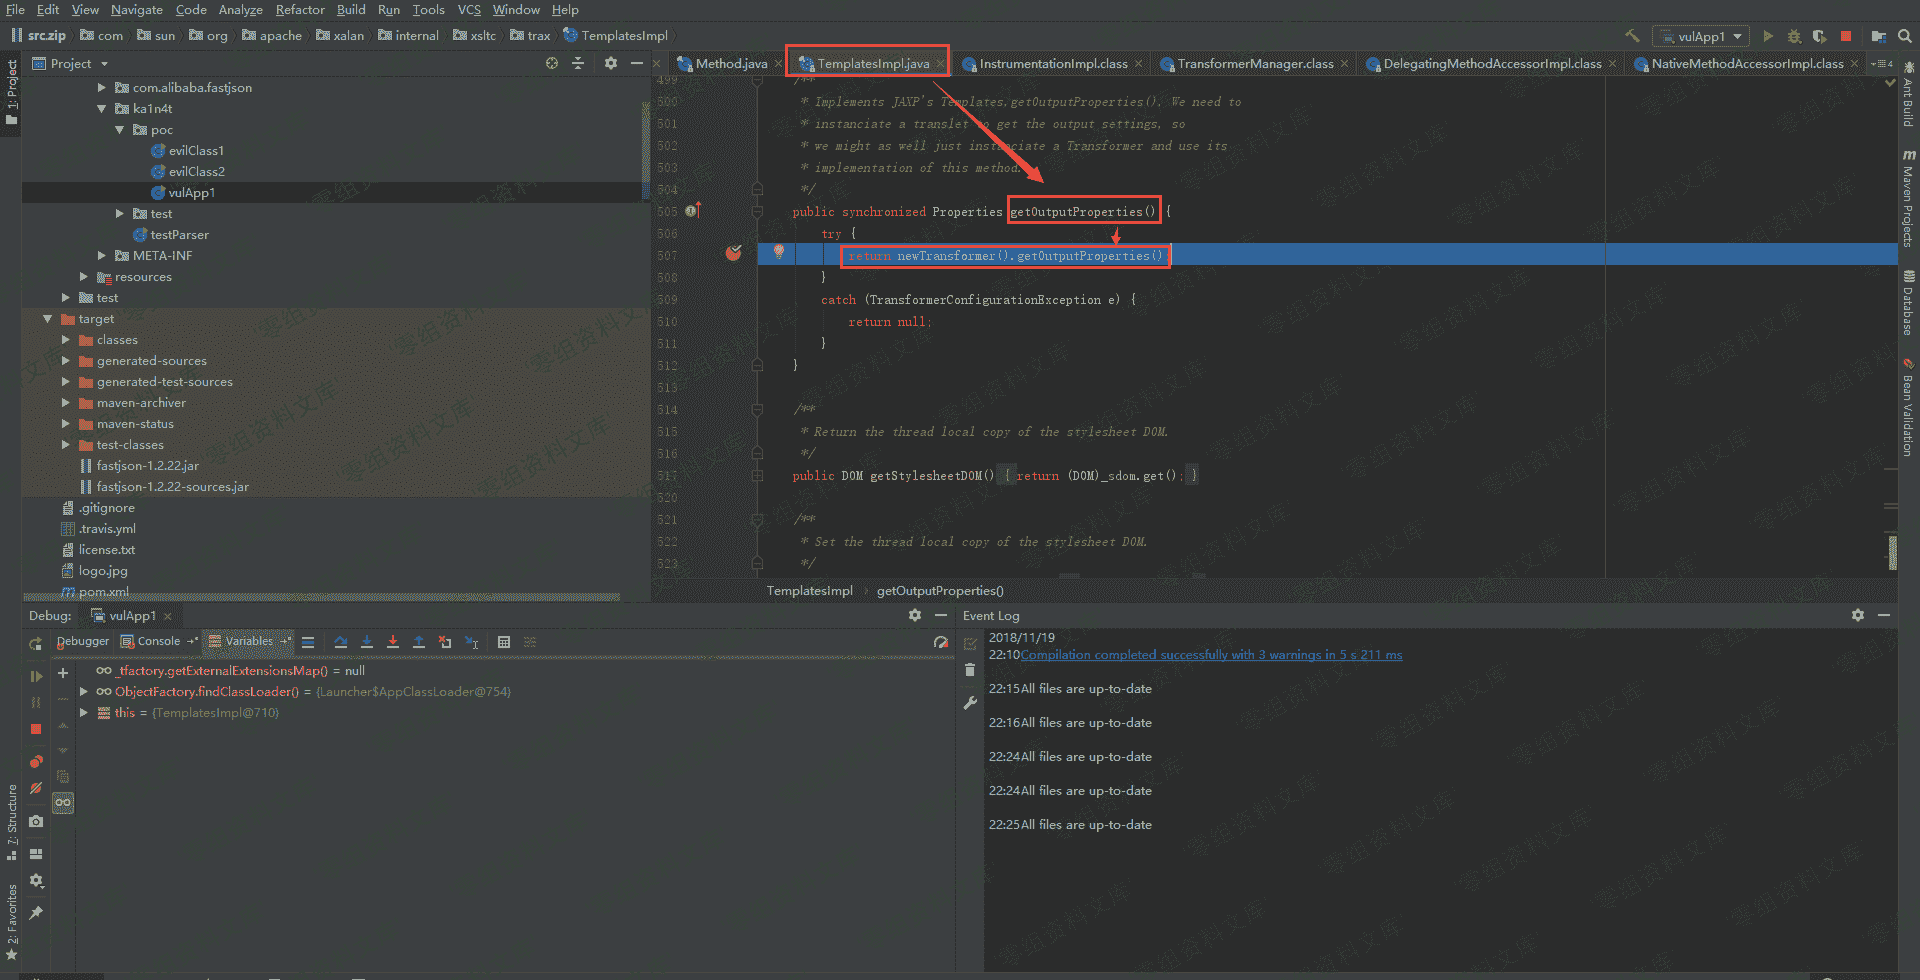 File Edit View Navigate Code Analyze Refactor Build Run Tools VCS Window Help
src.zip com sun org apache xalan internal xsltc trax TemplatesImpl vulApp1
1: Project
Project
Method.java TemplatesImpl.java InstrumentationImpl.class TransformerManager.class DelegatingMethodAccessorImpl.class NativeMethodAccessorImpl.class 4
com.alibaba.fastjson
ka1n4t
poc
evilClass1
evilClass2
vulApp1
test
testParser
META-INF
resources
test
target
classes
generated-sources
generated-test-sources
maven-archiver
maven-status
test-classes
fastjson-1.2.22.jar
fastjson-1.2.22-sources.jar
.gitignore
.travis.yml
license.txt
logo.jpg
pom.xml
499 /**
500 * Implements JAXP's Templates.getOutputProperties(). We need to
501 * instanciate a translet to get the output settings, so
502 * we might as well just instanciate a Transformer and use its
503 * implementation of this method.
504 */
505 public synchronized Properties getOutputProperties() {
506 try {
507 return newTransformer().getOutputProperties()
508 }
509 catch (TransformerConfigurationException e) {
510 return null;
511 }
512 }
513
514 /**
515 * Return the thread local copy of the stylesheet DOM.
516 */
517 public DOM getStylesheetDOM() { return (DOM)_sdom.get(); }
520
521 /**
522 * Set the thread local copy of the stylesheet DOM.
523 */
TemplatesImpl getOutputProperties()
Ant Build
Maven Projects
Database
Bean Validation
Debug: vulApp1
Debugger Console Variables
_tfactory.getExternalExtensionsMap() = null
ObjectFactory.findClassLoader() = {Launcher$AppClassLoader@754}
this = {TemplatesImpl@710}
7: Structure
2: Favorites
Event Log
2018/11/19
22:10 Compilation completed successfully with 3 warnings in 5 s 211 ms
22:15 All files are up-to-date
22:16 All files are up-to-date
22:24 All files are up-to-date
22:24 All files are up-to-date
22:25 All files are up-to-date
零组资料文库